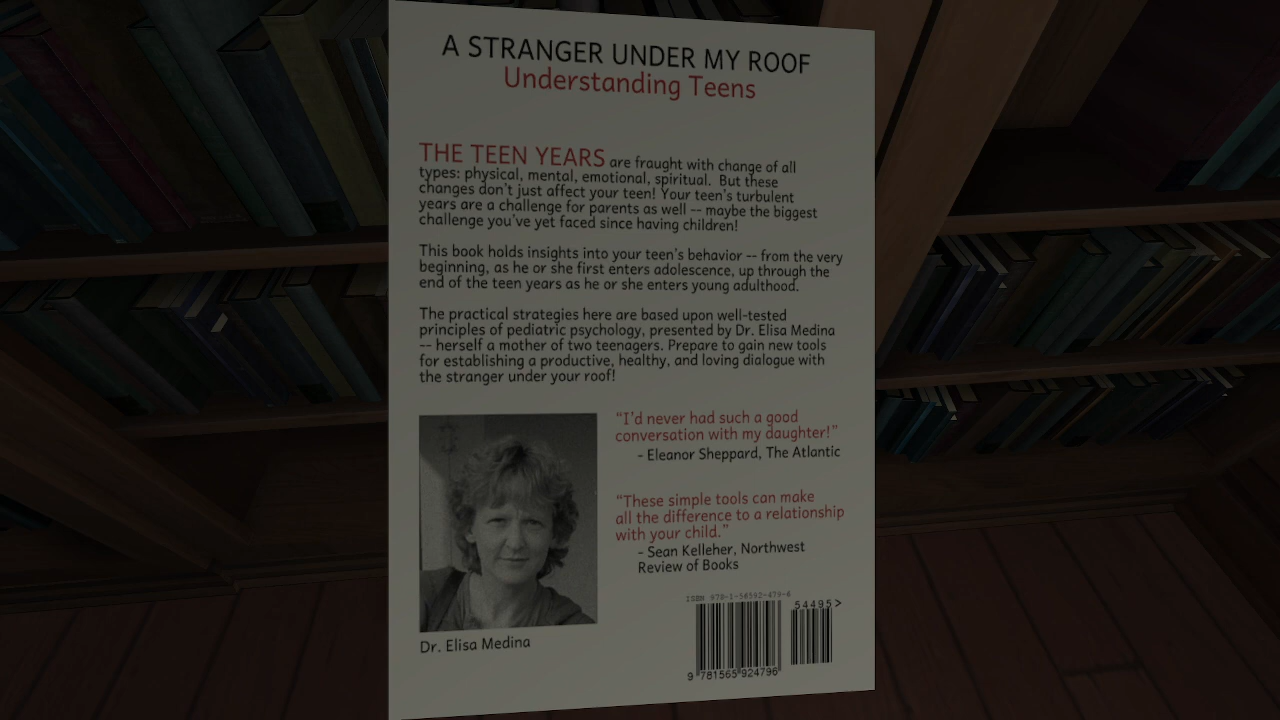 A STRANGER UNDER MY ROOF
Understanding Teens
THE TEEN YEARS are fraught with change of all
types: physical, mental, emotional, spiritual. But these
changes don't just affect your teen! Your teen's turbulent
years are a challenge for parents as well -- maybe the biggest
challenge you've yet faced since having children!
This book holds insights into your teen's behavior -- from the very
beginning, as he or she first enters adolescence, up through the
end of the teen years as he or she enters young adulthood.
The practical strategies here are based upon well-tested
principles of pediatric psychology, presented by Dr. Elisa Medina
-- herself a mother of two teenagers. Prepare to gain new tools
for establishing a productive, healthy, and loving dialogue with
the stranger under your roof!
"I'd never had such a good
conversation with my daughter!"
- Eleanor Sheppard, The Atlantic
"These simple tools can make
all the difference to a relationship
with your child."
- Sean Kelleher, Northwest
Review of Books
Dr. Elisa Medina
ISBN 978-1-56592-479-6
54495>
9 781565 924796